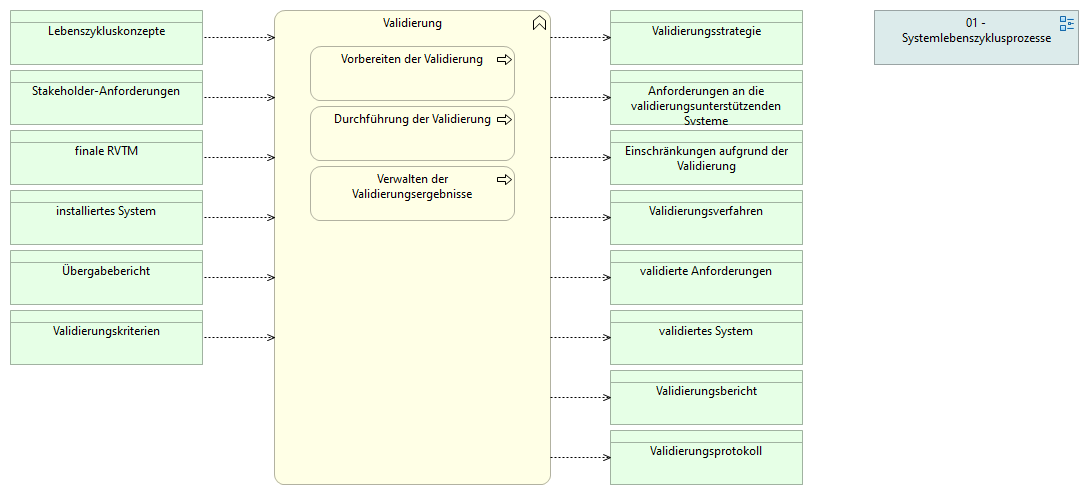 Lebenszykluskonzepte
Stakeholder-Anforderungen
finale RVTM
installiertes System
Übergabebericht
Validierungskriterien
Validierung
Vorbereiten der Validierung
Durchführung der Validierung
Verwalten der
Validierungsergebnisse
Validierungsstrategie
Anforderungen an die
validierungsunterstützenden
Systeme
Einschränkungen aufgrund der
Validierung
Validierungsverfahren
validierte Anforderungen
validiertes System
Validierungsbericht
Validierungsprotokoll
01 -
Systemlebenszyklusprozesse